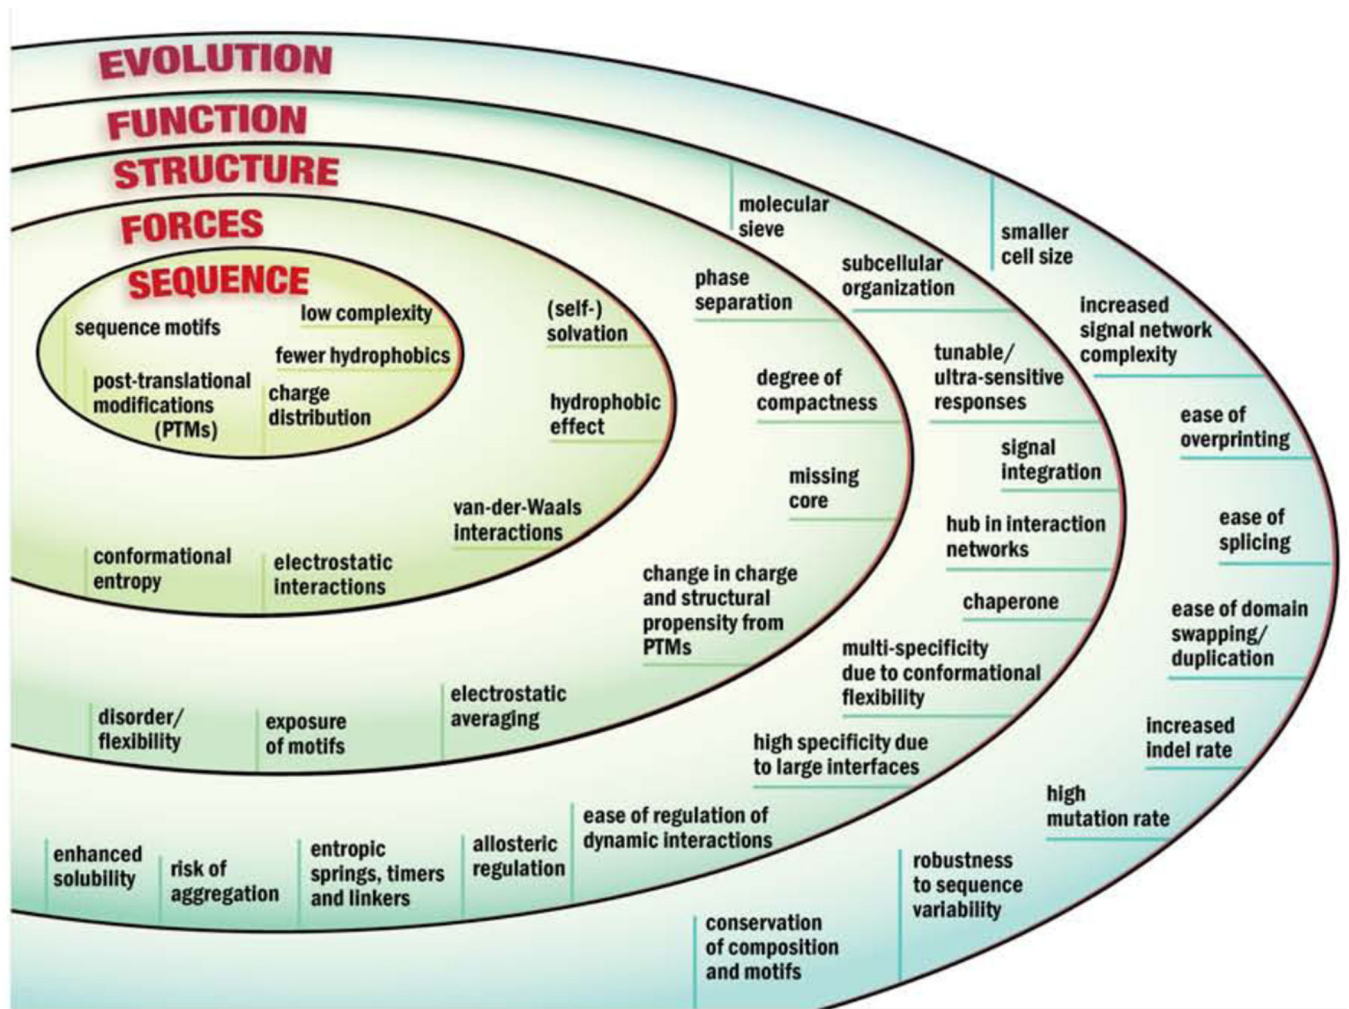 EVOLUTION
FUNCTION
STRUCTURE
FORCES
SEQUENCE
sequence motifs
low complexity
fewer hydrophobics
post-translational
modifications
(PTMs)
charge
distribution
(self-)
solvation
hydrophobic
effect
van-der-Waals
interactions
conformational
entropy
electrostatic
interactions
phase
separation
degree of
compactness
missing
core
change in charge
and structural
propensity from
PTMs
electrostatic
averaging
exposure
of motifs
disorder/
flexibility
molecular
sieve
subcellular
organization
tunable/
ultra-sensitive
responses
signal
integration
hub in interaction
networks
chaperone
multi-specificity
due to conformational
flexibility
high specificity due
to large interfaces
ease of regulation of
dynamic interactions
allosteric
regulation
entropic
springs, timers
and linkers
risk of
aggregation
enhanced
solubility
smaller
cell size
increased
signal network
complexity
ease of
overprinting
ease of
splicing
ease of domain
swapping/
duplication
increased
indel rate
high
mutation rate
robustness
to sequence
variability
conservation
of composition
and motifs